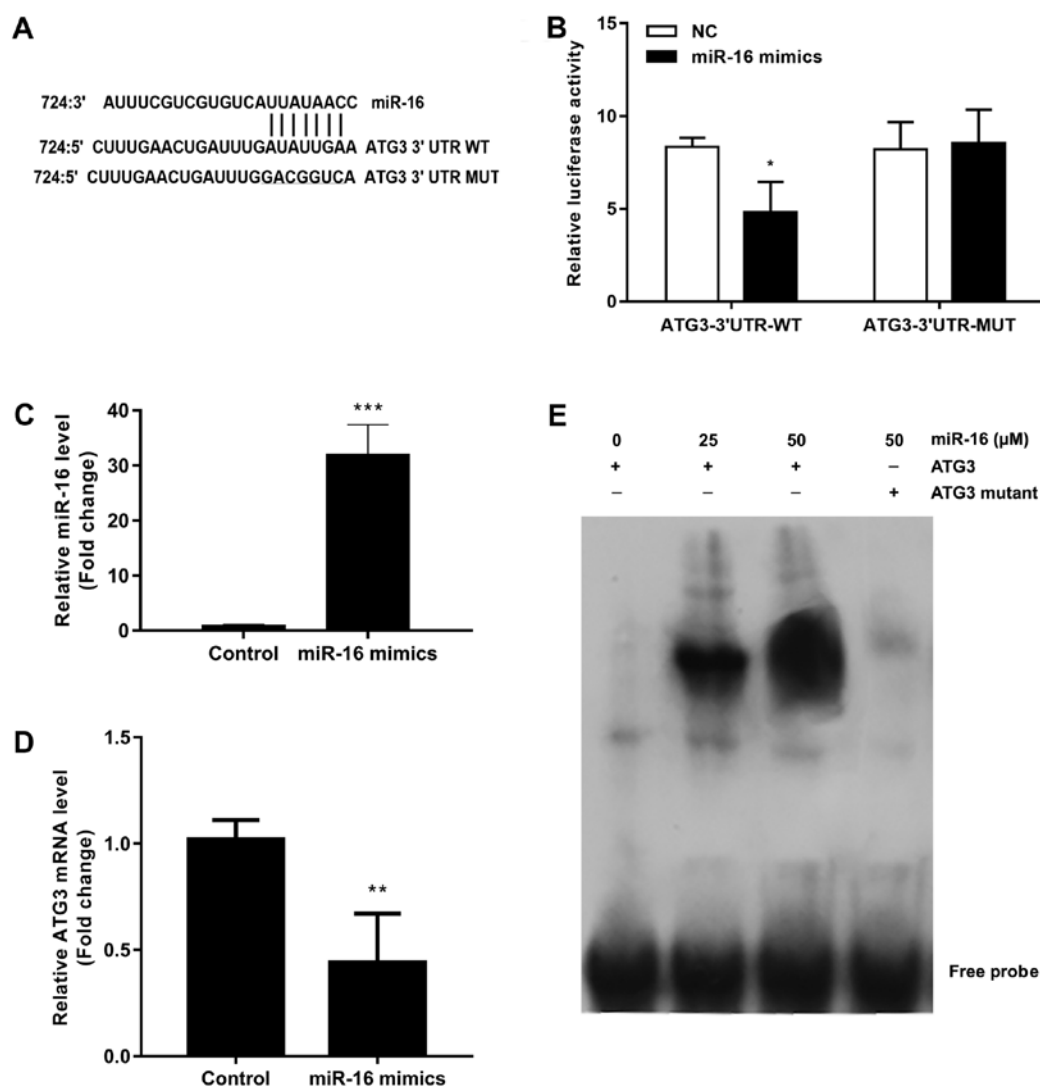 A
724:3' AUUUCGUCGUGUCAUUAUAACC miR-16
724:5' CUUUGAACUGAUUUGAUAUUGAA ATG3 3' UTR WT
724:5' CUUUGAACUGAUUUGGACGGUCA ATG3 3' UTR MUT
B
Relative luciferase activity
15
10
5
0
NC
miR-16 mimics
*
ATG3-3'UTR-WT
ATG3-3'UTR-MUT
C
Relative miR-16 level
(Fold change)
40
30
20
10
0
***
Control
miR-16 mimics
D
Relative ATG3 mRNA level
(Fold change)
1.5
1.0
0.5
0.0
**
Control
miR-16 mimics
E
0 25 50 50 miR-16 (µM)
+ + + – ATG3
– – – + ATG3 mutant
Free probe